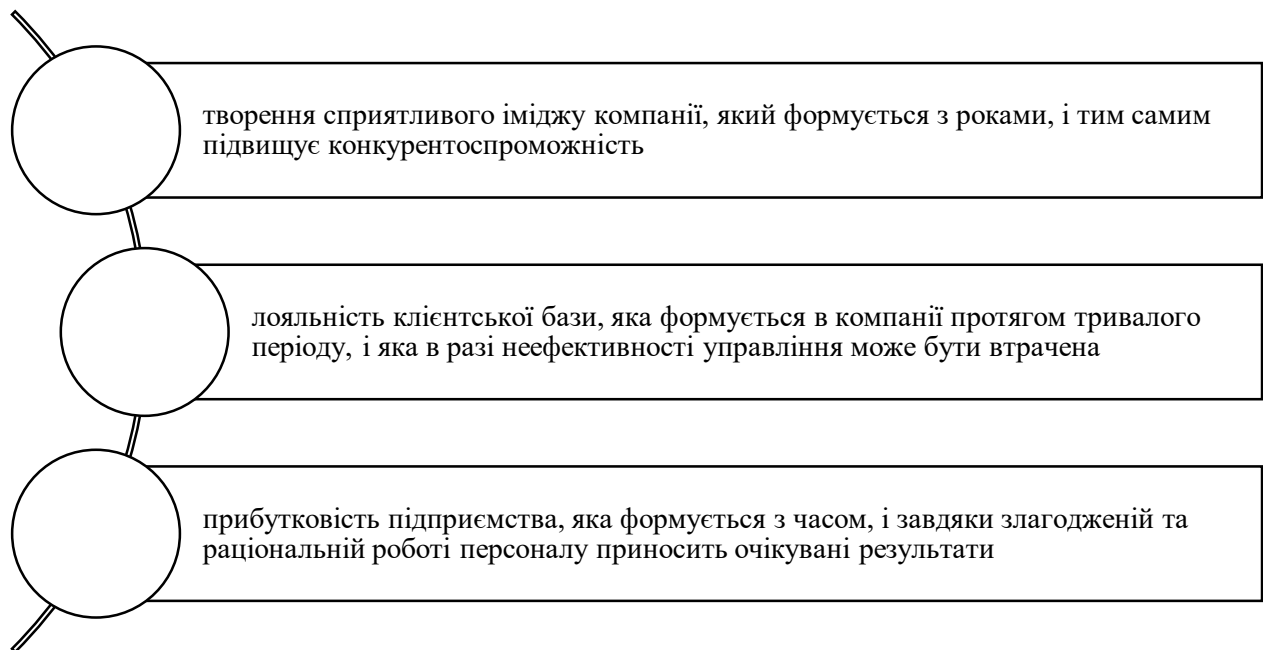 творення сприятливого іміджу компанії, який формується з роками, і тим самим
підвищує конкурентоспроможність
лояльність клієнтської бази, яка формується в компанії протягом тривалого
періоду, і яка в разі неефективності управління може бути втрачена
прибутковість підприємства, яка формується з часом, і завдяки злагодженій та
раціональній роботі персоналу приносить очікувані результати